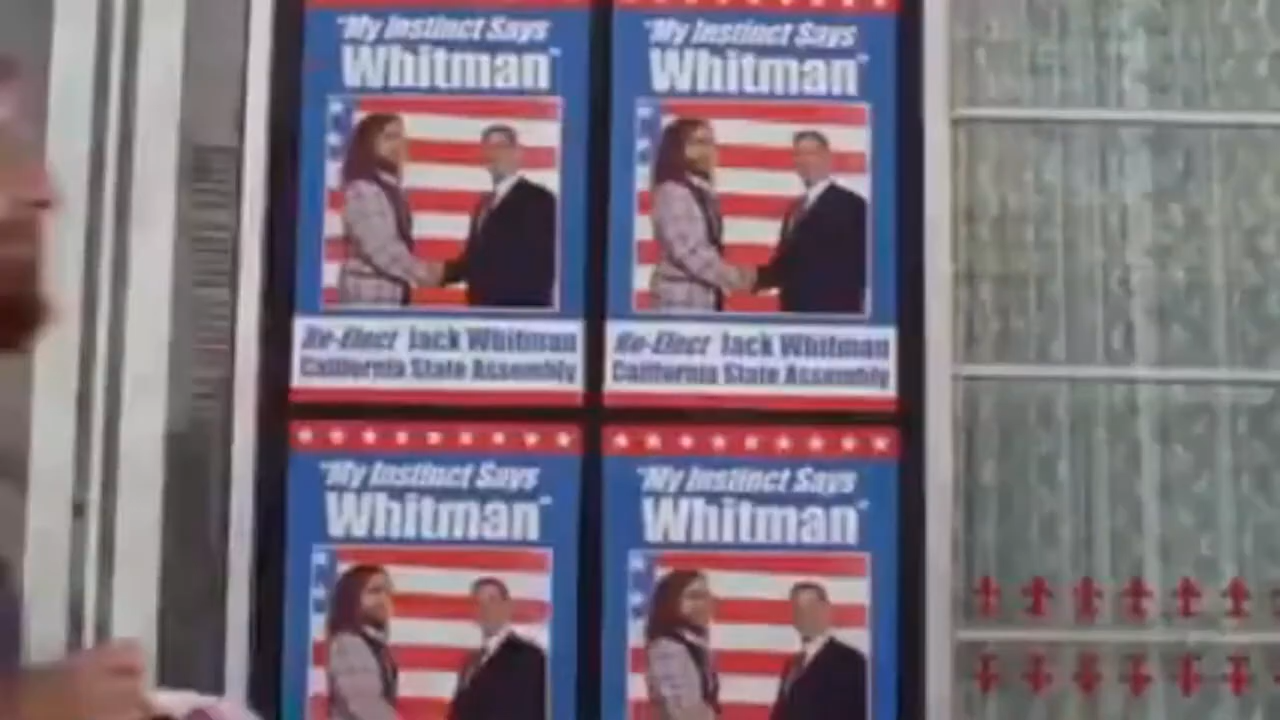 "My Instinct Says
Whitman"
"My Instinct Says
Whitman"
Re-Elect Jack Whitman
California State Assembly
Re-Elect Jack Whitman
California State Assembly
"My Instinct Says
Whitman"
"My Instinct Says
Whitman"